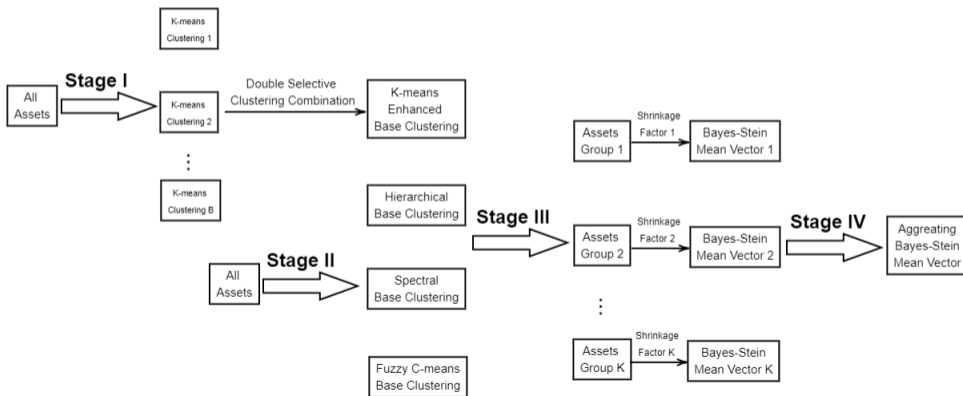 K-means
Clustering 1
Stage I
All
Assets
K-means
Clustering 2
Double Selective
Clustering Combination
K-means
Enhanced
Base Clustering
⋮
K-means
Clustering B
Hierarchical
Base Clustering
Stage II
All
Assets
Spectral
Base Clustering
Fuzzy C-means
Base Clustering
Stage III
Assets
Group 1
Shrinkage
Factor 1
Bayes-Stein
Mean Vector 1
Assets
Group 2
Shrinkage
Factor 2
Bayes-Stein
Mean Vector 2
⋮
Assets
Group K
Shrinkage
Factor K
Bayes-Stein
Mean Vector K
Stage IV
Aggreating
Bayes-Stein
Mean Vector